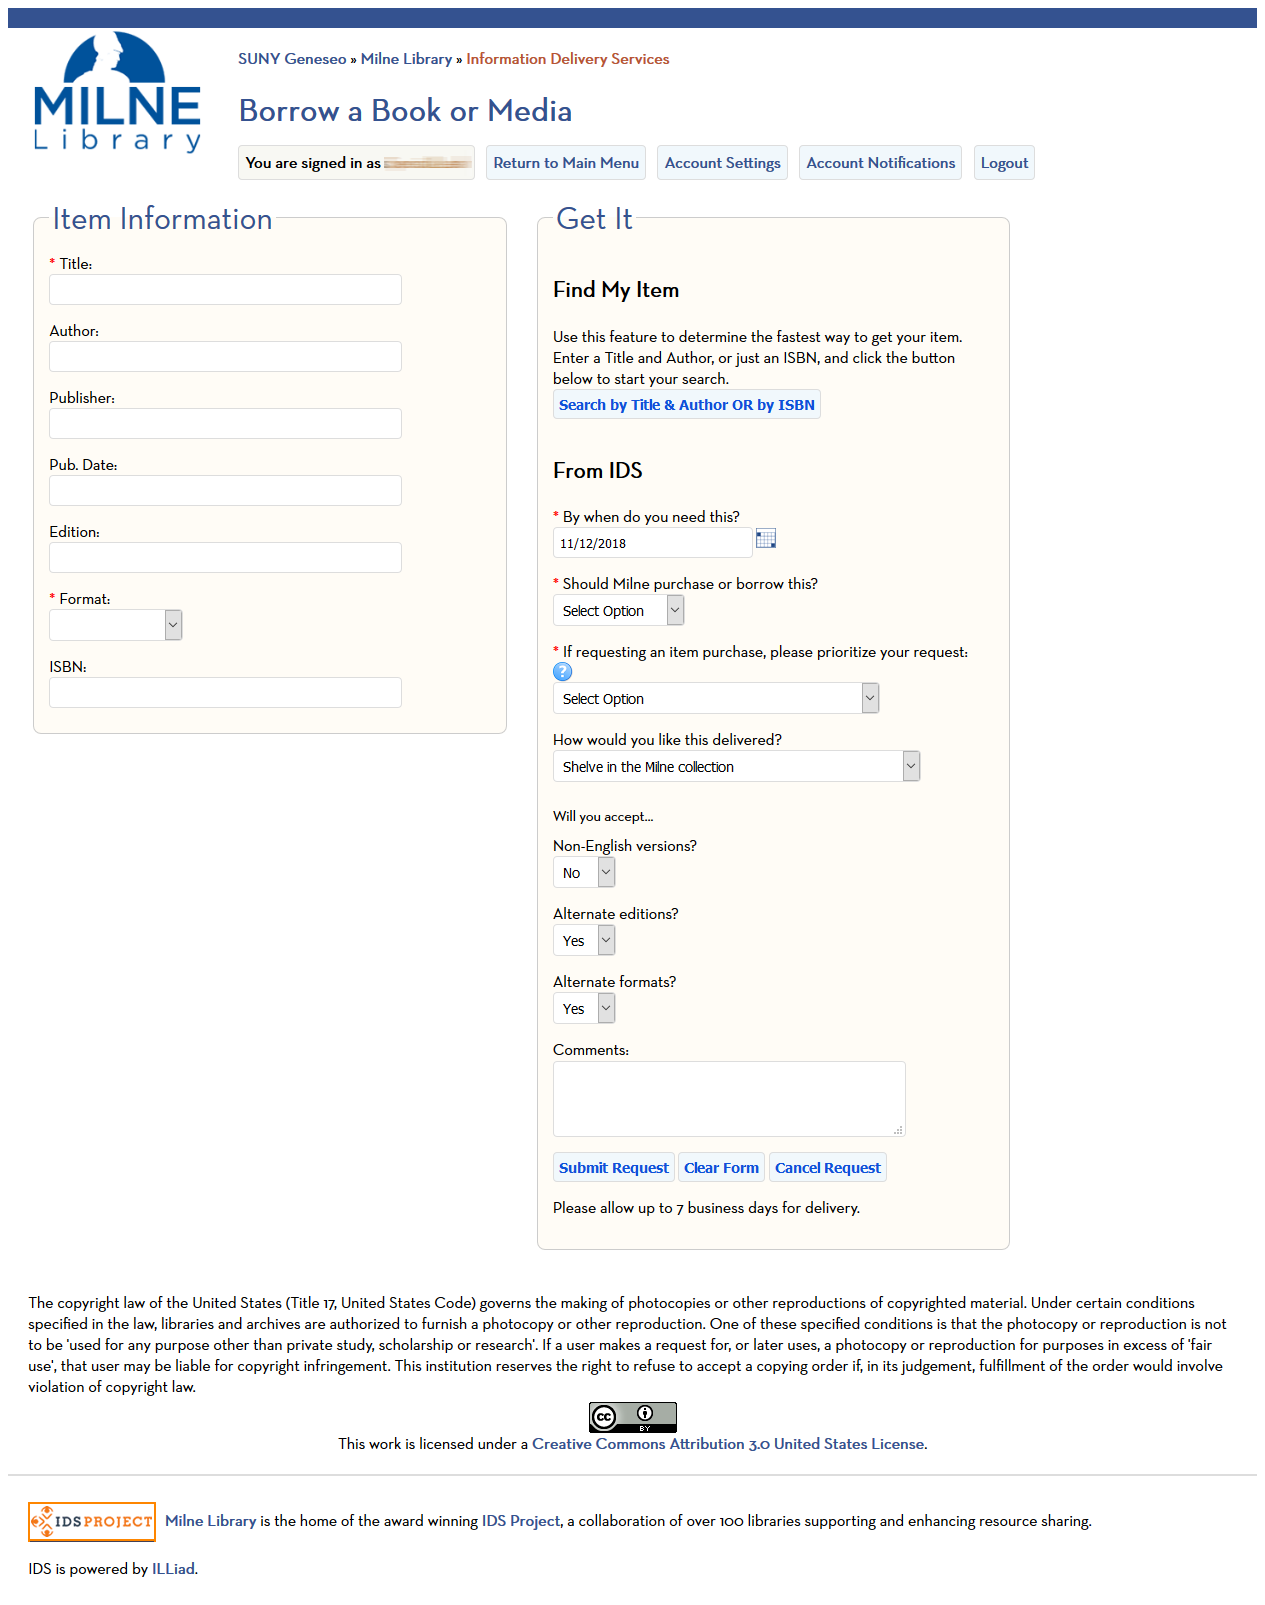 MILNE
Library
SUNY Geneseo » Milne Library » Information Delivery Services
Borrow a Book or Media
You are signed in as
Return to Main Menu
Account Settings
Account Notifications
Logout
Item Information
* Title:
Author:
Publisher:
Pub. Date:
Edition:
* Format:
ISBN:
Get It
Find My Item
Use this feature to determine the fastest way to get your item.
Enter a Title and Author, or just an ISBN, and click the button
below to start your search.
Search by Title & Author OR by ISBN
From IDS
* By when do you need this?
11/12/2018
* Should Milne purchase or borrow this?
Select Option
* If requesting an item purchase, please prioritize your request:
?
Select Option
How would you like this delivered?
Shelve in the Milne collection
Will you accept...
Non-English versions?
No
Alternate editions?
Yes
Alternate formats?
Yes
Comments:
Submit Request
Clear Form
Cancel Request
Please allow up to 7 business days for delivery.
The copyright law of the United States (Title 17, United States Code) governs the making of photocopies or other reproductions of copyrighted material. Under certain conditions
specified in the law, libraries and archives are authorized to furnish a photocopy or other reproduction. One of these specified conditions is that the photocopy or reproduction is not
to be 'used for any purpose other than private study, scholarship or research'. If a user makes a request for, or later uses, a photocopy or reproduction for purposes in excess of 'fair
use', that user may be liable for copyright infringement. This institution reserves the right to refuse to accept a copying order if, in its judgement, fulfillment of the order would involve
violation of copyright law.
cc
BY
This work is licensed under a Creative Commons Attribution 3.0 United States License.
IDS PROJECT
Milne Library is the home of the award winning IDS Project, a collaboration of over 100 libraries supporting and enhancing resource sharing.
IDS is powered by ILLiad.